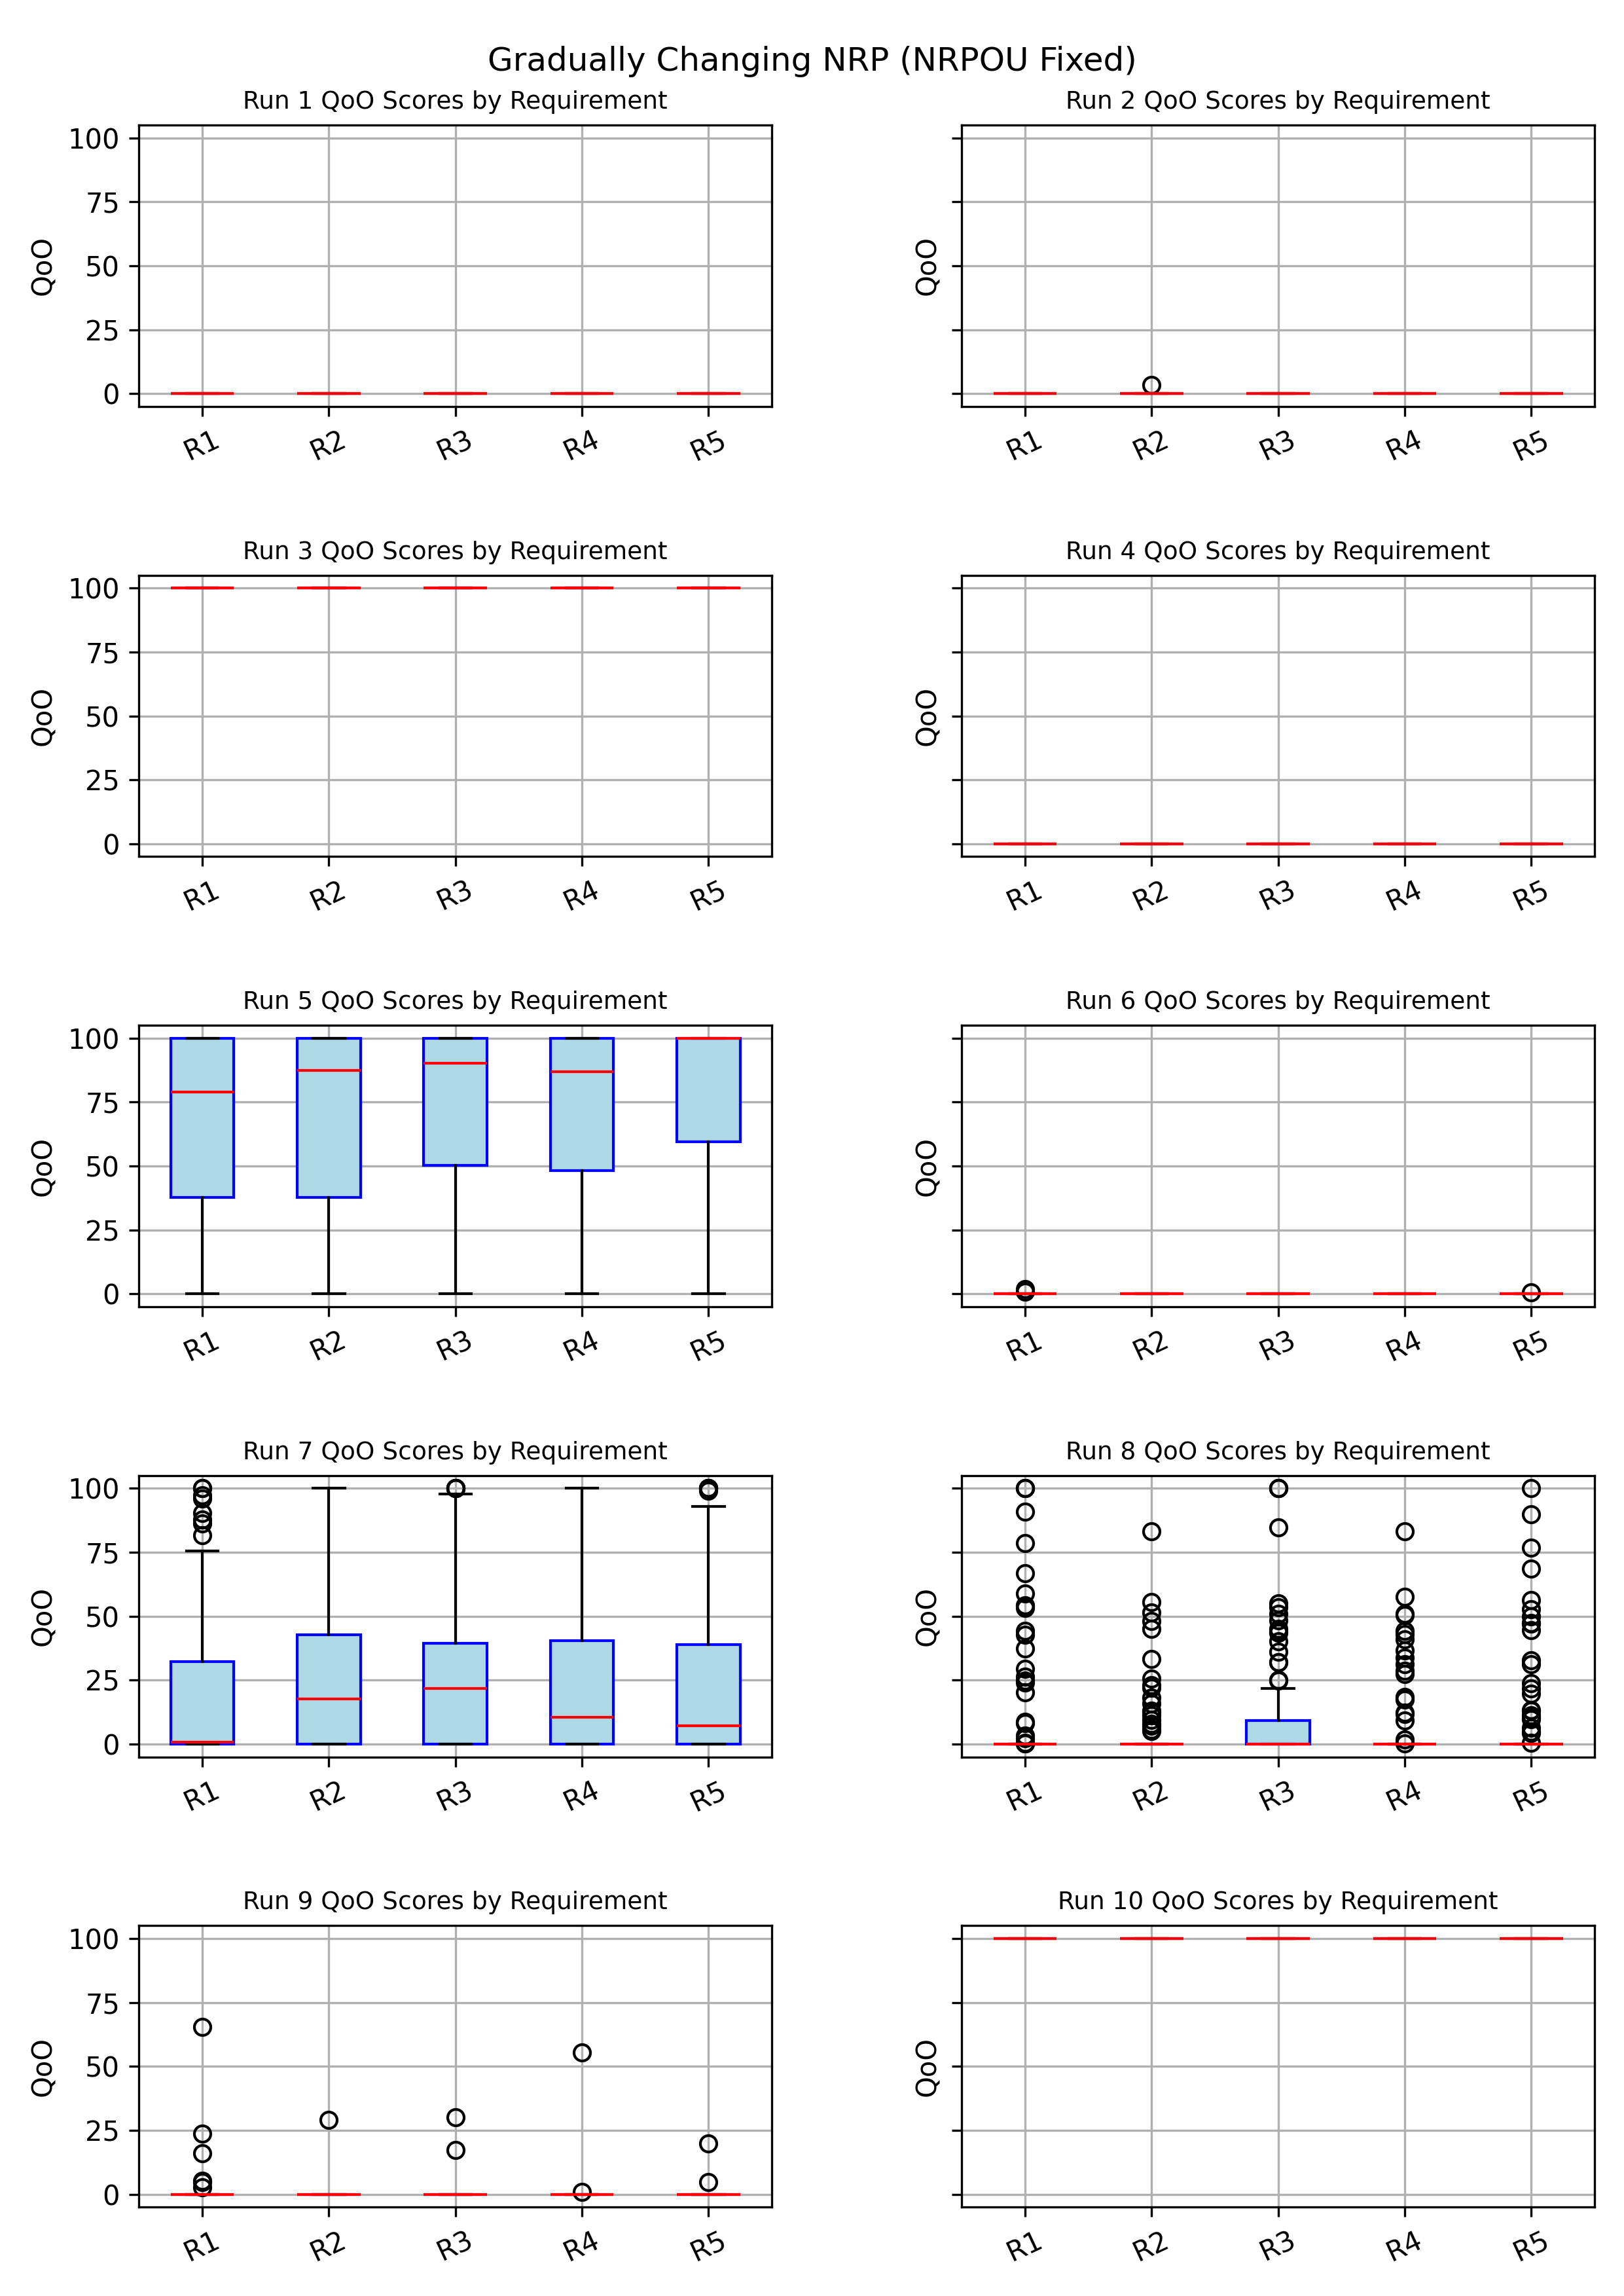 Gradually Changing NRP (NRPOU Fixed)
Run 1 QoO Scores by Requirement
QoO
100
75
50
25
0
R1 R2 R3 R4 R5
Run 2 QoO Scores by Requirement
QoO
R1 R2 R3 R4 R5
Run 3 QoO Scores by Requirement
QoO
100
75
50
25
0
R1 R2 R3 R4 R5
Run 4 QoO Scores by Requirement
QoO
R1 R2 R3 R4 R5
Run 5 QoO Scores by Requirement
QoO
100
75
50
25
0
R1 R2 R3 R4 R5
Run 6 QoO Scores by Requirement
QoO
R1 R2 R3 R4 R5
Run 7 QoO Scores by Requirement
QoO
100
75
50
25
0
R1 R2 R3 R4 R5
Run 8 QoO Scores by Requirement
QoO
R1 R2 R3 R4 R5
Run 9 QoO Scores by Requirement
QoO
100
75
50
25
0
R1 R2 R3 R4 R5
Run 10 QoO Scores by Requirement
QoO
R1 R2 R3 R4 R5